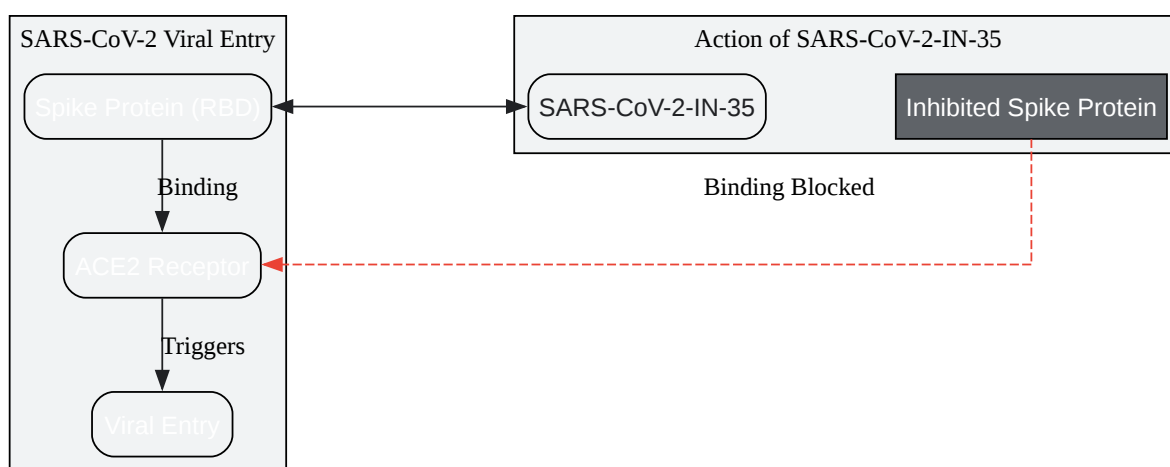 SARS-CoV-2 Viral Entry
Spike Protein (RBD)
Binding
ACE2 Receptor
Triggers
Viral Entry
Action of SARS-CoV-2-IN-35
SARS-CoV-2-IN-35
Inhibited Spike Protein
Binding Blocked